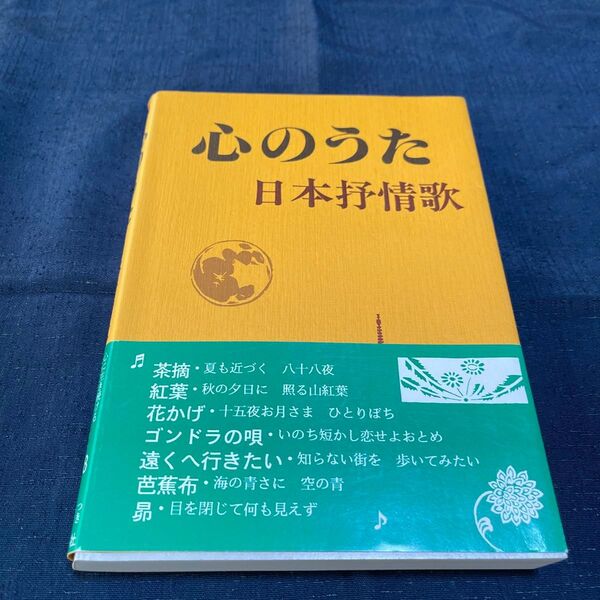 心のうた
日本抒情歌
茶摘・夏も近づく 八十八夜
紅葉・秋の夕日に 照る山紅葉
花かげ・十五夜お月さま ひとりぼち
ゴンドラの唄・いのち短かし恋せよおとめ
遠くへ行きたい・知らない街を 歩いてみたい
芭蕉布・海の青さに 空の青
昴・目を閉じて何も見えず